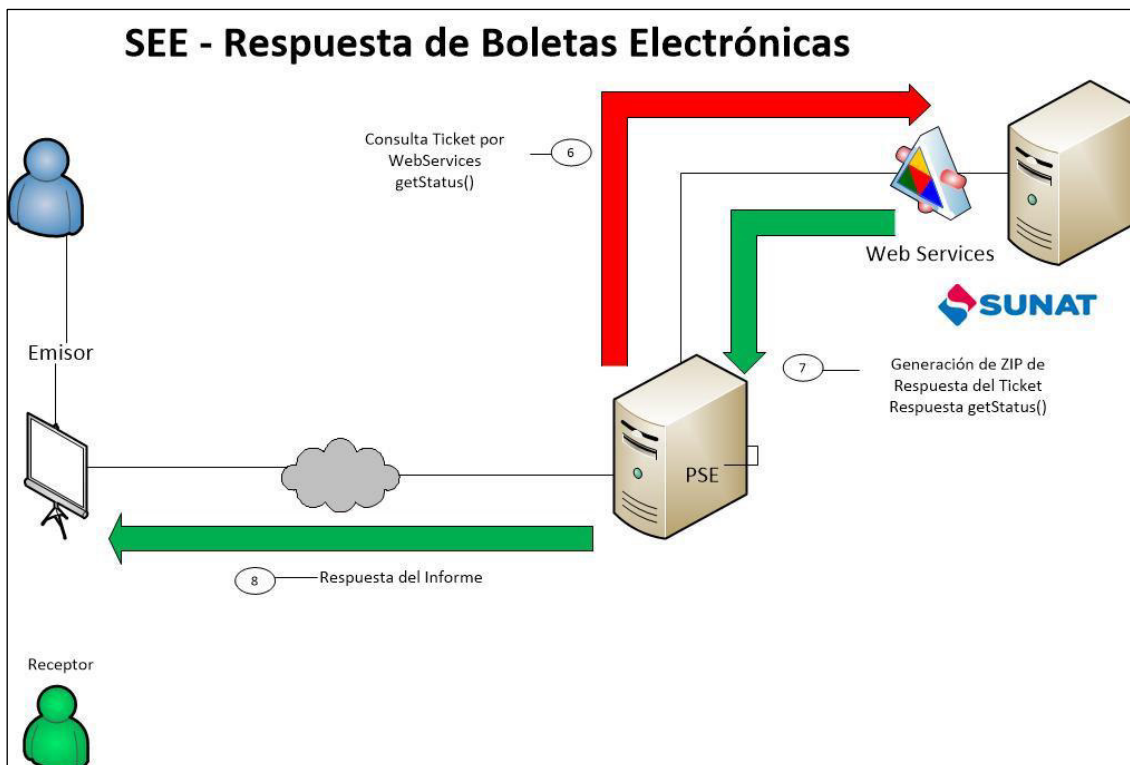 SEE - Respuesta de Boletas Electrónicas
Consulta Ticket por
WebServices
getStatus()
6
Web Services
SUNAT
Emisor
7
Generación de ZIP de
Respuesta del Ticket
Respuesta getStatus()
PSE
8
Respuesta del Informe
Receptor